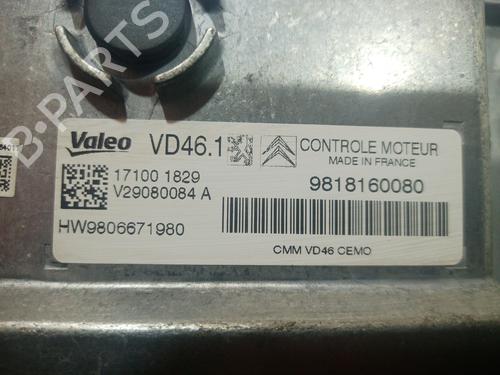 B-PARTS
Valeo VD46.1 CONTROLE MOTEUR
MADE IN FRANCE
17100 1829
V29080084 A
9818160080
HW9806671980
CMM VD46 CEMO